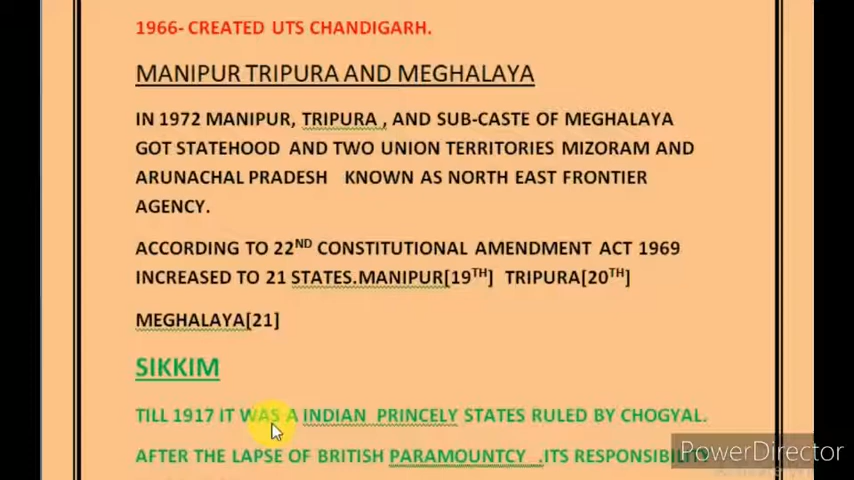 1966- CREATED UTS CHANDIGARH.
MANIPUR TRIPURA AND MEGHALAYA
IN 1972 MANIPUR, TRIPURA , AND SUB-CASTE OF MEGHALAYA
GOT STATEHOOD AND TWO UNION TERRITORIES MIZORAM AND
ARUNACHAL PRADESH KNOWN AS NORTH EAST FRONTIER
AGENCY.
ACCORDING TO 22ND CONSTITUTIONAL AMENDMENT ACT 1969
INCREASED TO 21 STATES.MANIPUR[19TH] TRIPURA[20TH]
MEGHALAYA[21]
SIKKIM
TILL 1917 IT WAS A INDIAN PRINCELY STATES RULED BY CHOGYAL.
AFTER THE LAPSE OF BRITISH PARAMOUNTCY .ITS
PowerDirector